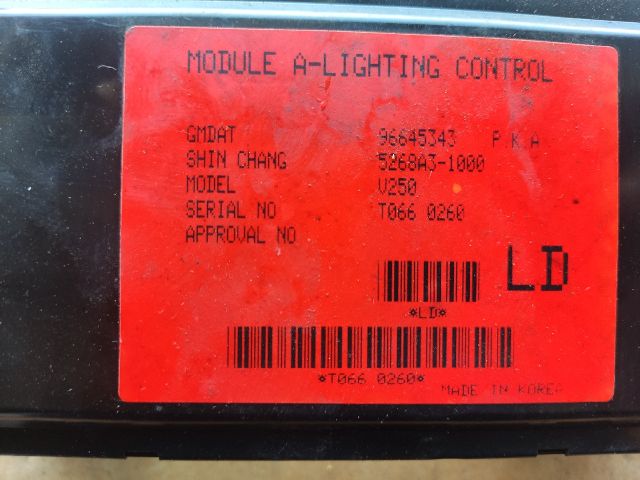 MODULE A-LIGHTING CONTROL
GMDAT 96645343 P.K.A
SHIN CHANG 5268A3-1000
MODEL V250
SERIAL NO T066 0260
APPROVAL NO
LD
*LD*
*T066 0260*
MADE IN KOREA